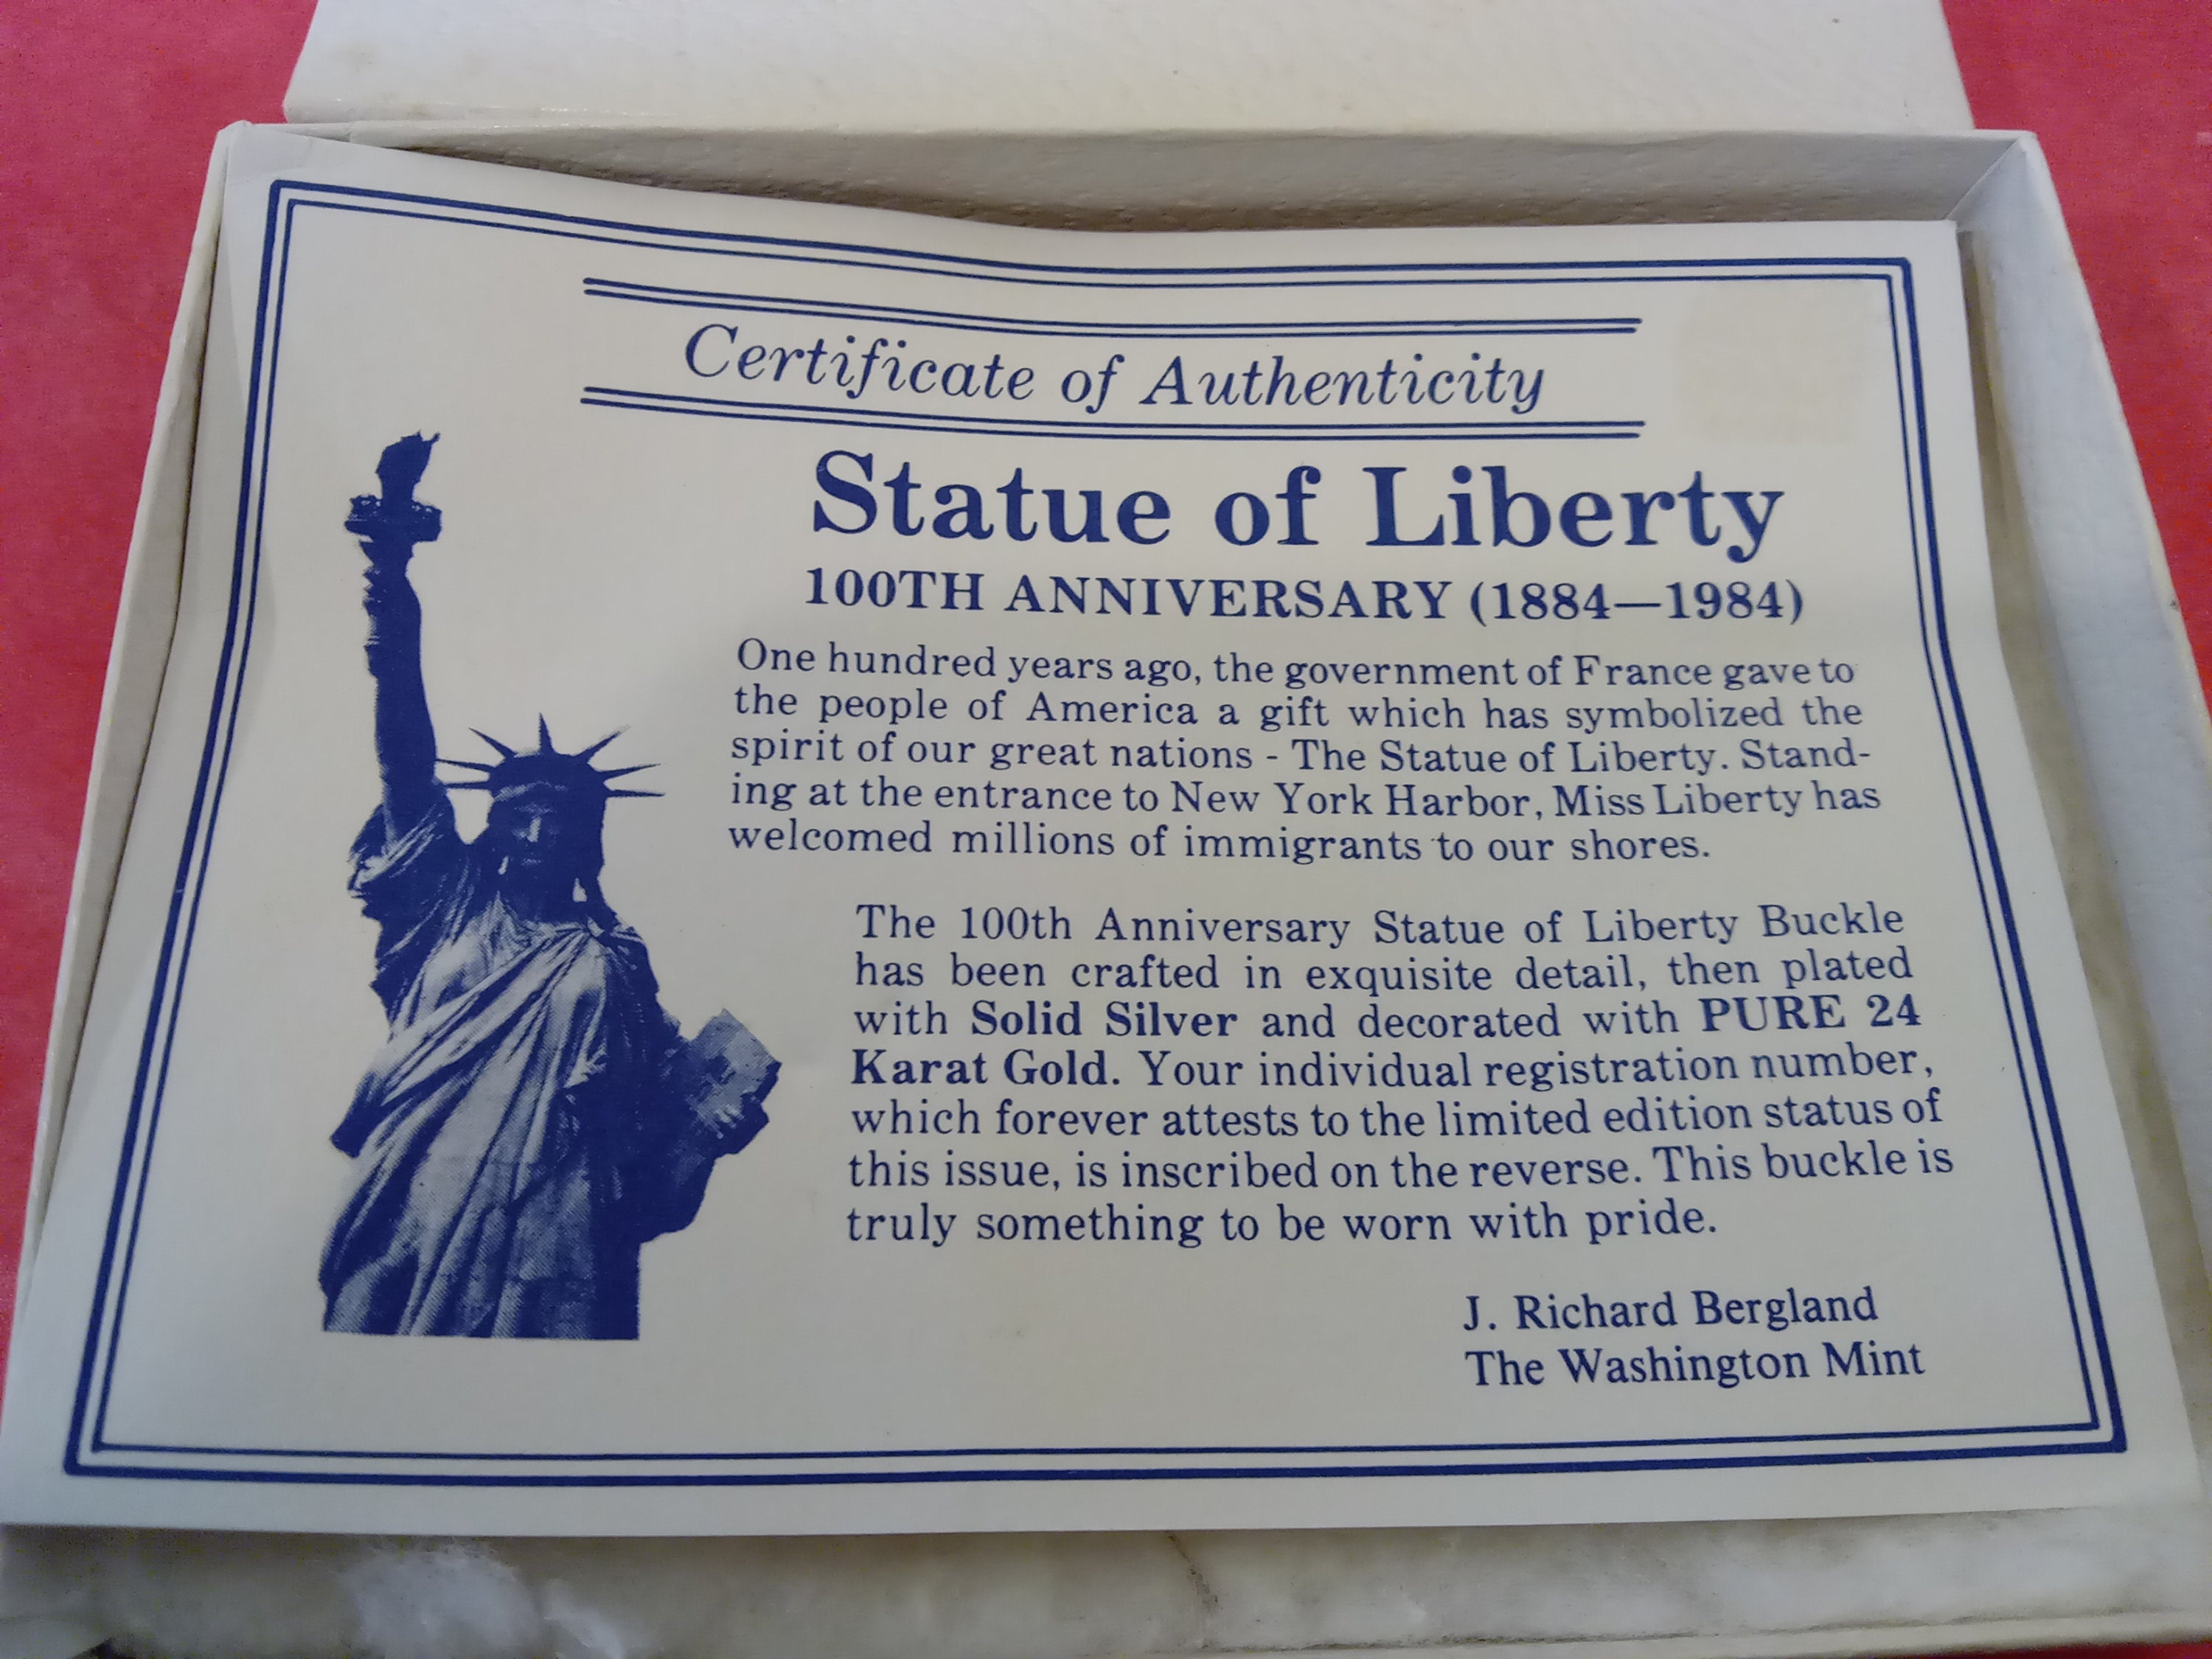 Certificate of Authenticity
Statue of Liberty
100TH ANNIVERSARY (1884—1984)
One hundred years ago, the government of France gave to
the people of America a gift which has symbolized the
spirit of our great nations - The Statue of Liberty. Stand-
ing at the entrance to New York Harbor, Miss Liberty has
welcomed millions of immigrants to our shores.
The 100th Anniversary Statue of Liberty Buckle
has been crafted in exquisite detail, then plated
with Solid Silver and decorated with PURE 24
Karat Gold. Your individual registration number,
which forever attests to the limited edition status of
this issue, is inscribed on the reverse. This buckle is
truly something to be worn with pride.
J. Richard Bergland
The Washington Mint